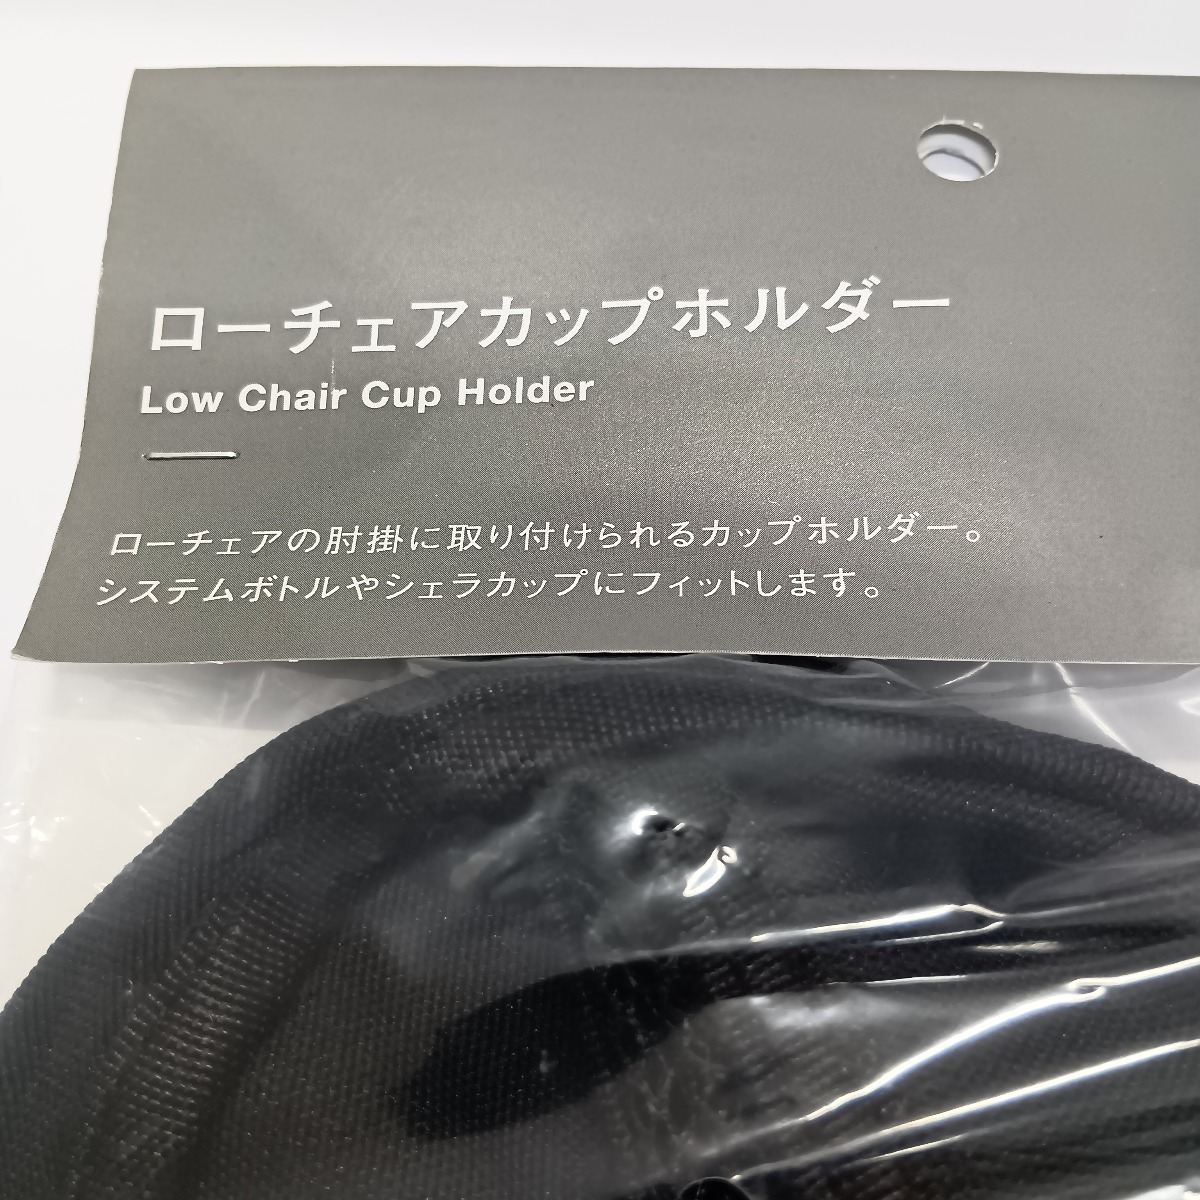 ローチェアカップホルダー
Low Chair Cup Holder
ローチェアの肘掛に取り付けられるカップホルダー。
システムボトルやシェラカップにフィットします。